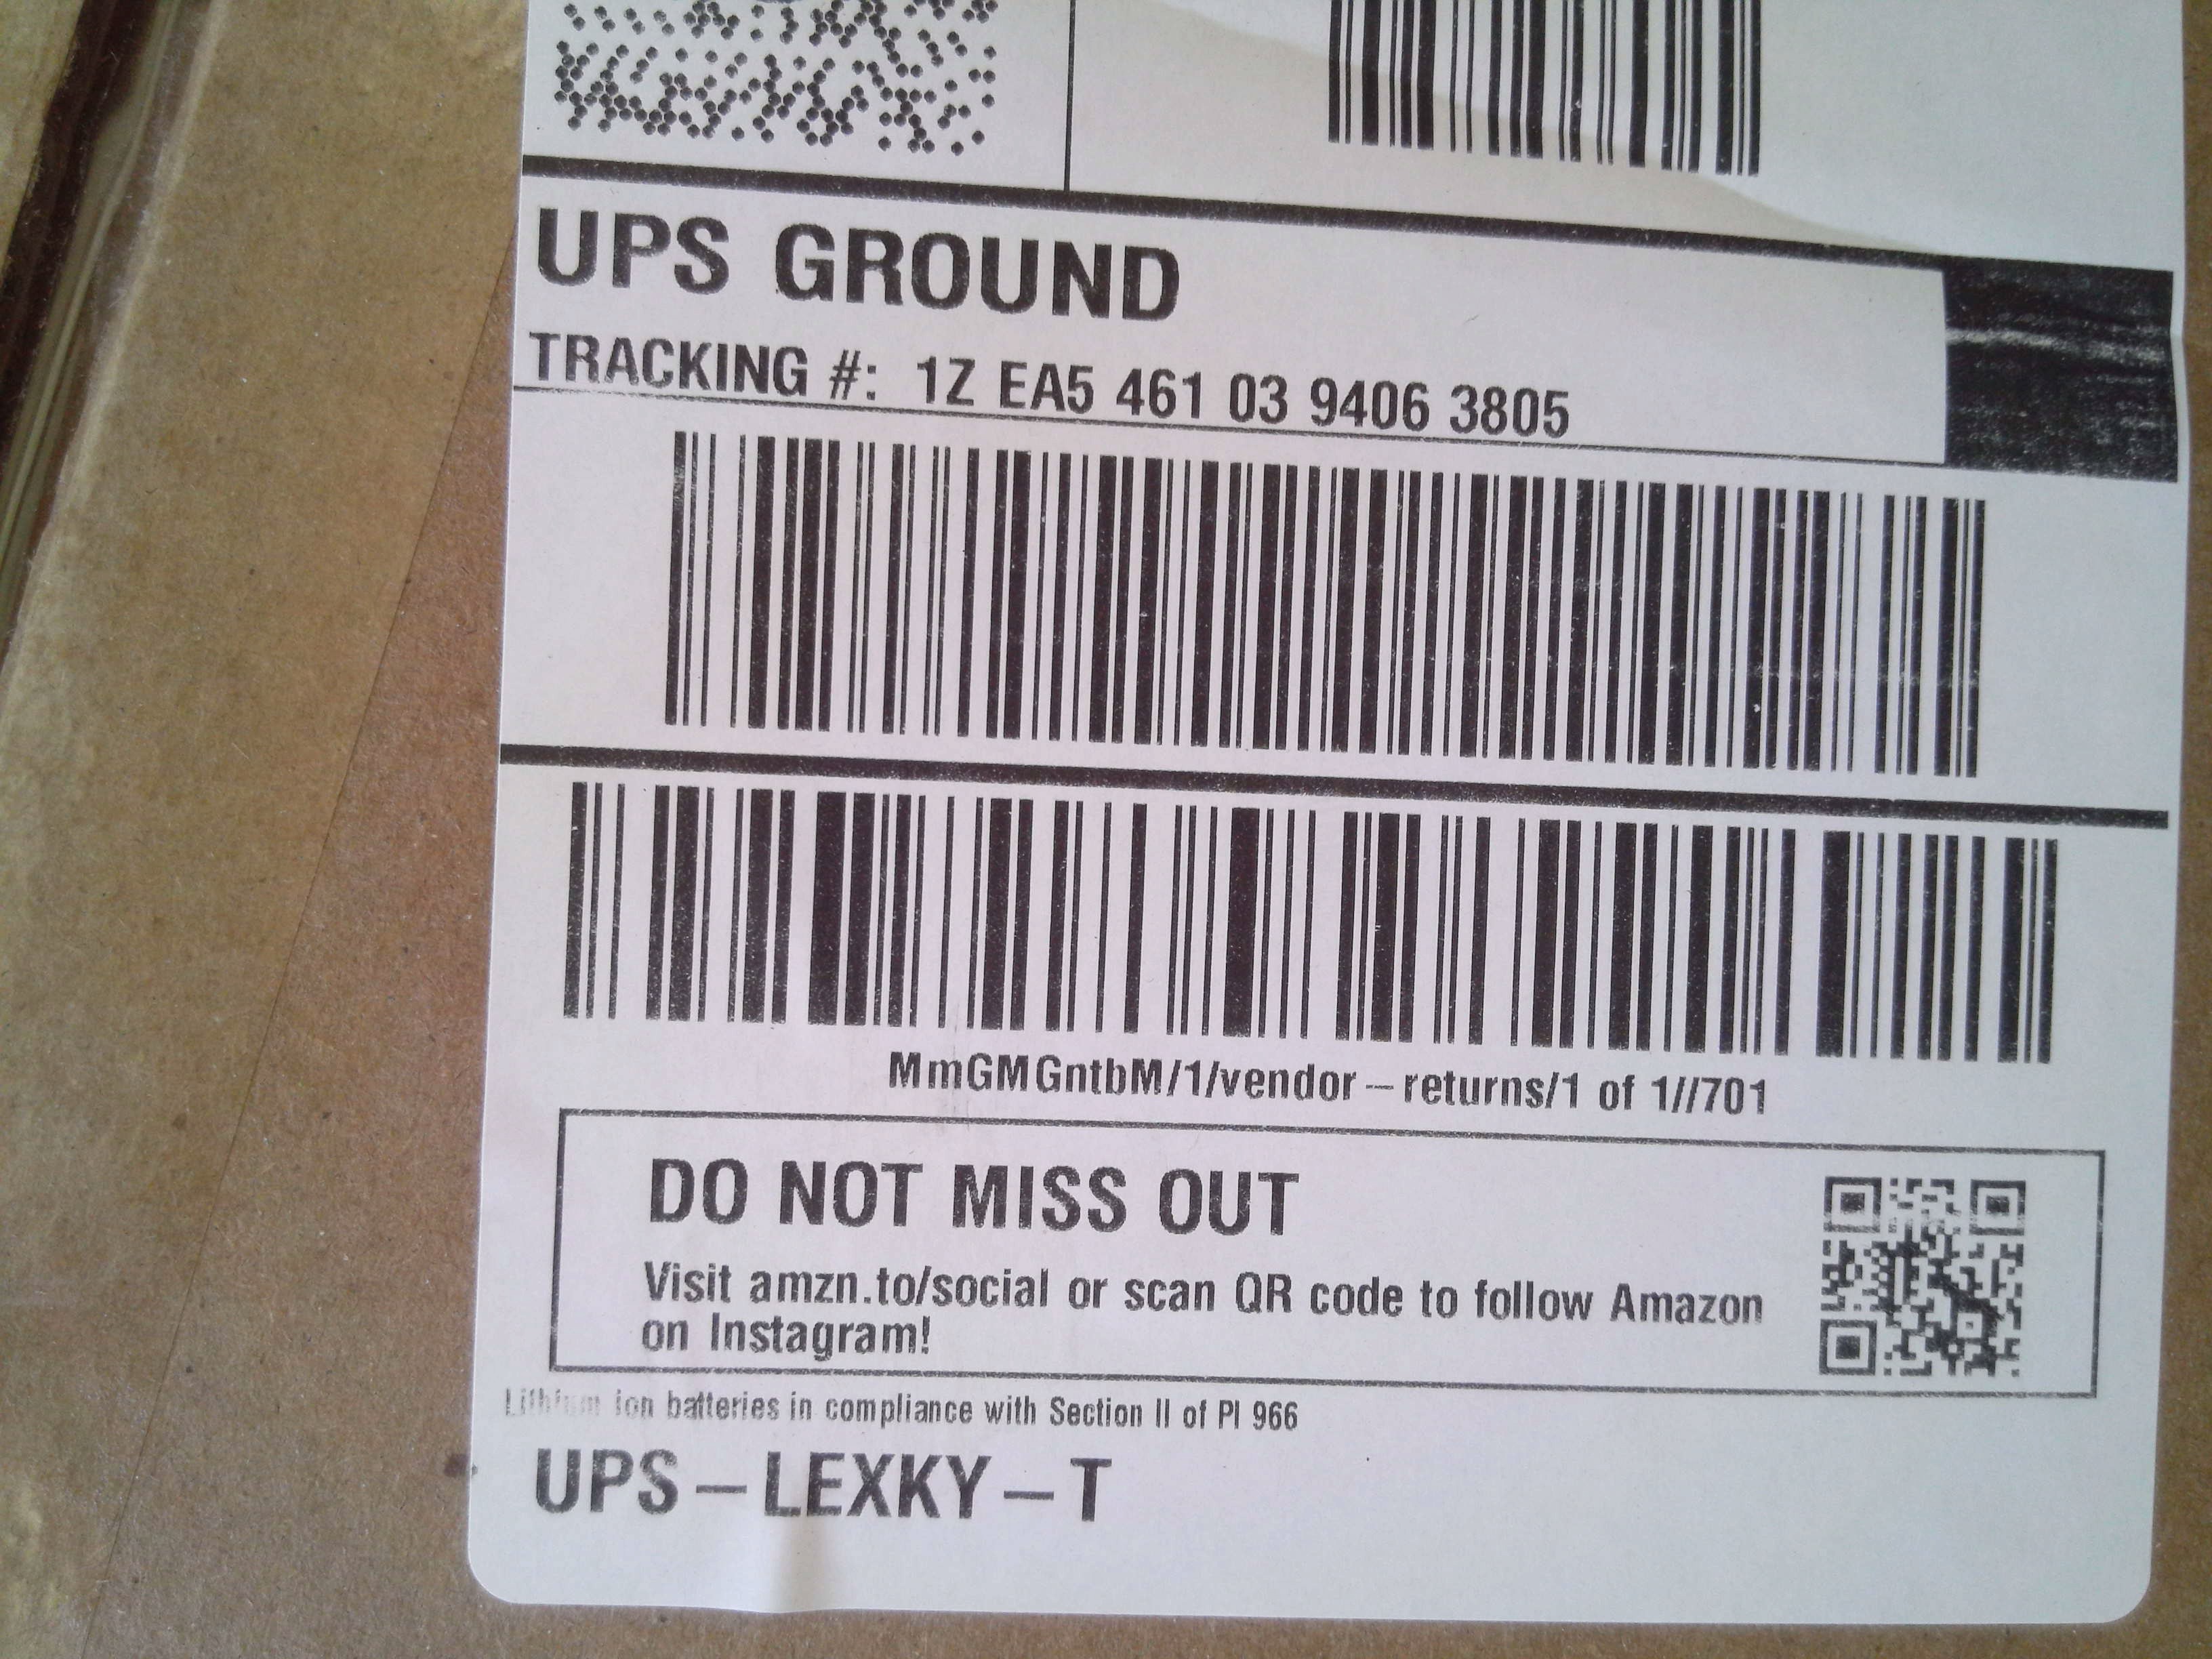 UPS GROUND
TRACKING #: 1Z EA5 461 03 9406 3805
MmGMGntbM/1/vendor-returns/1 of 1//701
DO NOT MISS OUT
Visit amzn.to/social or scan QR code to follow Amazon
on Instagram!
Lithium ion batteries in compliance with Section II of PI 966
UPS-LEXKY-T